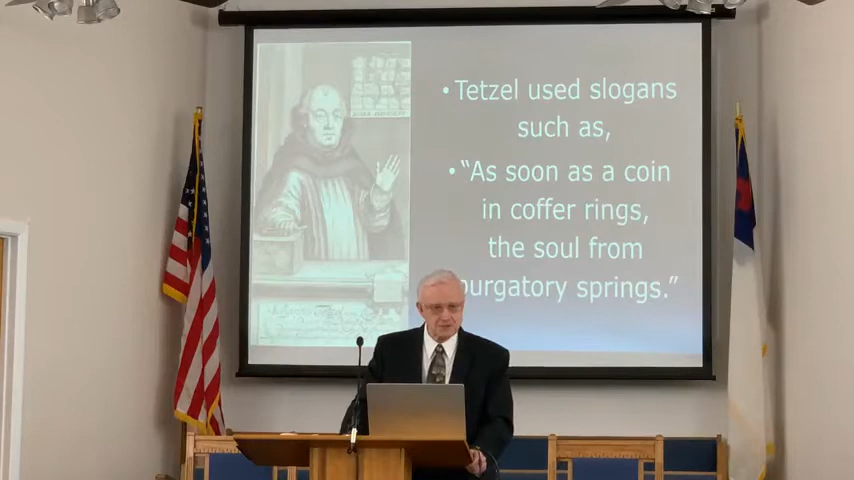 • Tetzel used slogans
such as,
• “As soon as a coin
in coffer rings,
the soul from
purgatory springs.”